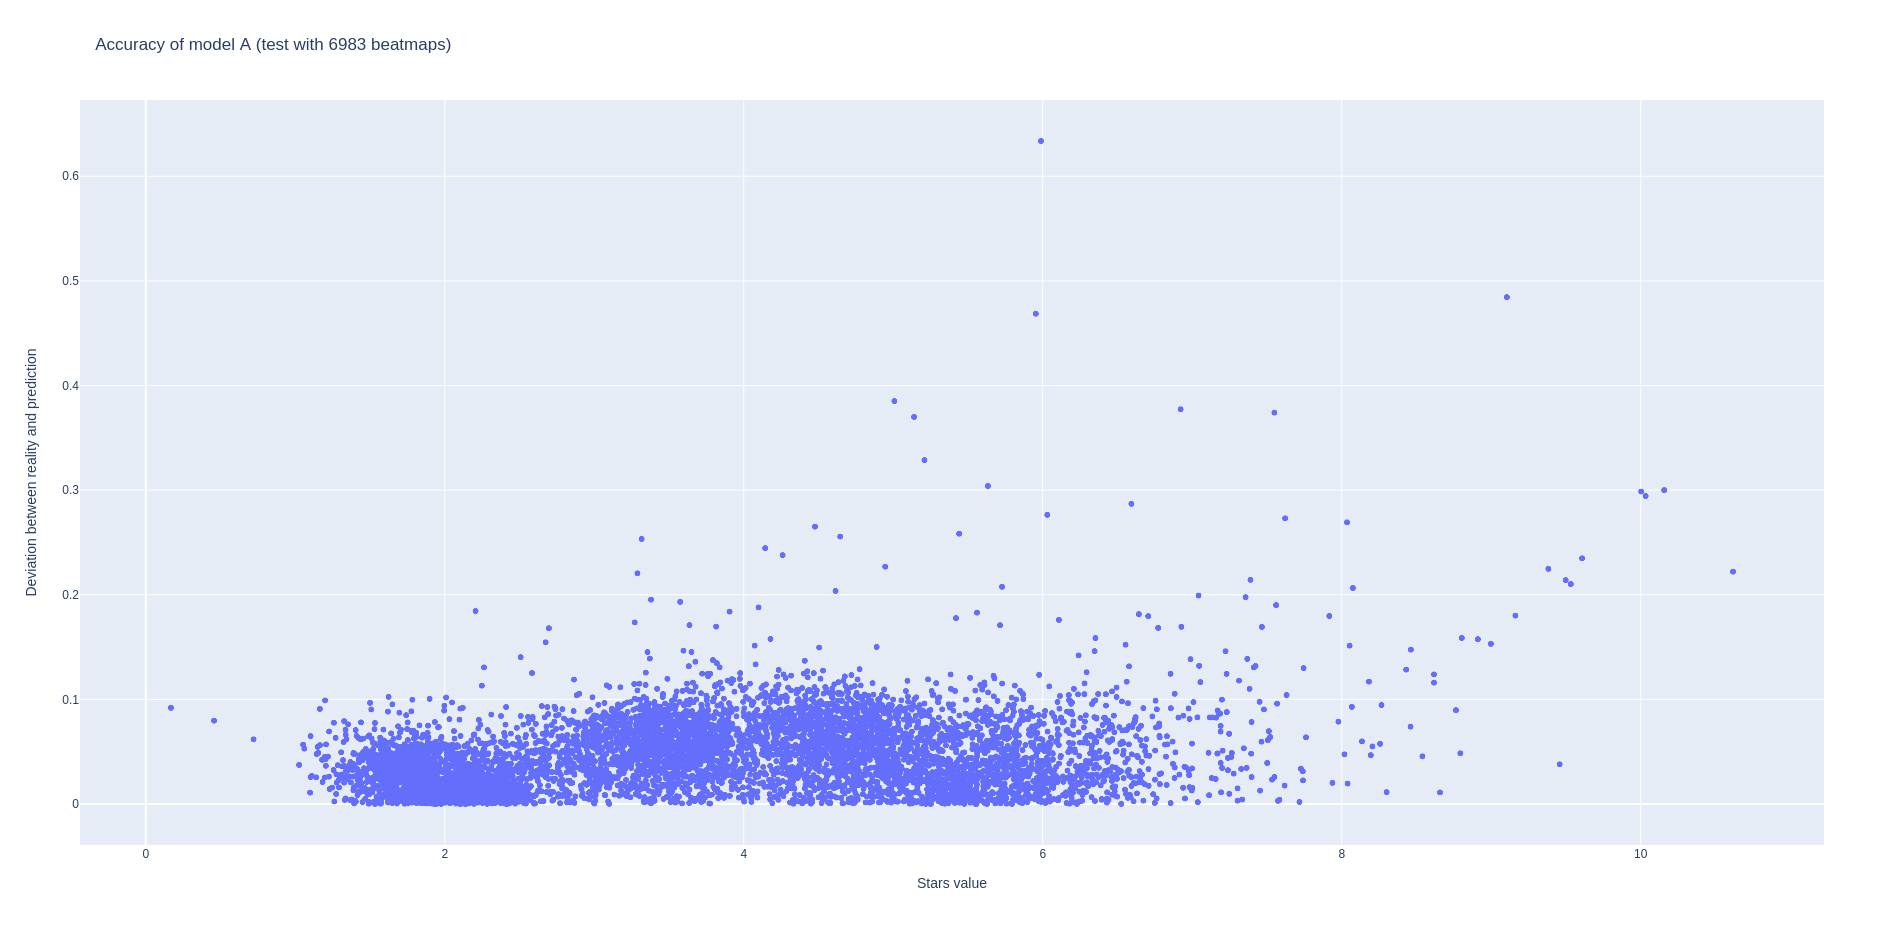 Accuracy of model A (test with 6983 beatmaps)
Deviation between reality and prediction
0.6
0.5
0.4
0.3
0.2
0.1
0
0 2 4 6 8 10
Stars value